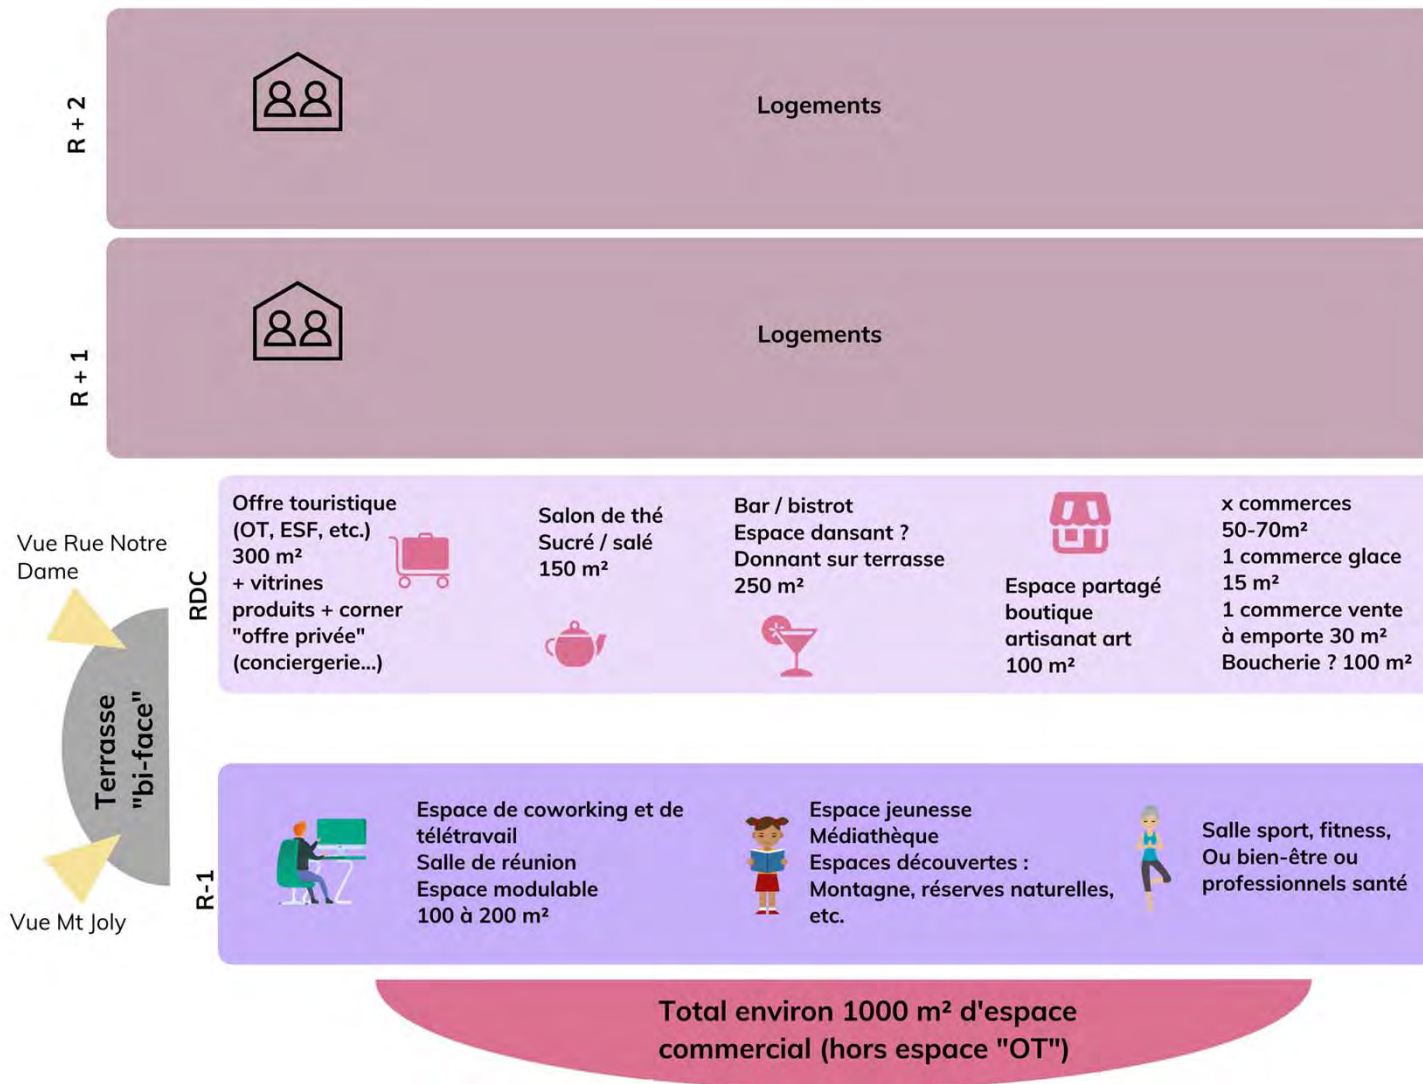 R + 2
Logements
R + 1
Logements
RDC
Offre touristique
(OT, ESF, etc.)
300 m²
+ vitrines
produits + corner
"offre privée"
(conciergerie...)
Salon de thé
Sucré / salé
150 m²
Bar / bistrot
Espace dansant ?
Donnant sur terrasse
250 m²
Espace partagé
boutique
artisanat art
100 m²
x commerces
50-70m²
1 commerce glace
15 m²
1 commerce vente
à emporte 30 m²
Boucherie ? 100 m²
Vue Rue Notre
Dame
Terrasse
"bi-face"
Vue Mt Joly
R-1
Espace de coworking et de
télétravail
Salle de réunion
Espace modulable
100 à 200 m²
Espace jeunesse
Médiathèque
Espaces découvertes :
Montagne, réserves naturelles,
etc.
Salle sport, fitness,
Ou bien-être ou
professionnels santé
Total environ 1000 m² d'espace
commercial (hors espace "OT")